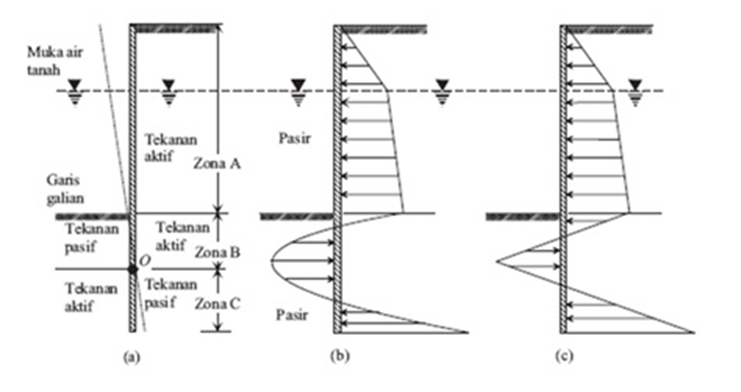 Muka air
tanah
Tekanan
aktif
Zona A
Garis
galian
Tekanan
pasif
Tekanan
aktif
Zona B
O
Tekanan
aktif
Tekanan
pasif
Zona C
(a)
Pasir
Pasir
(b)
(c)